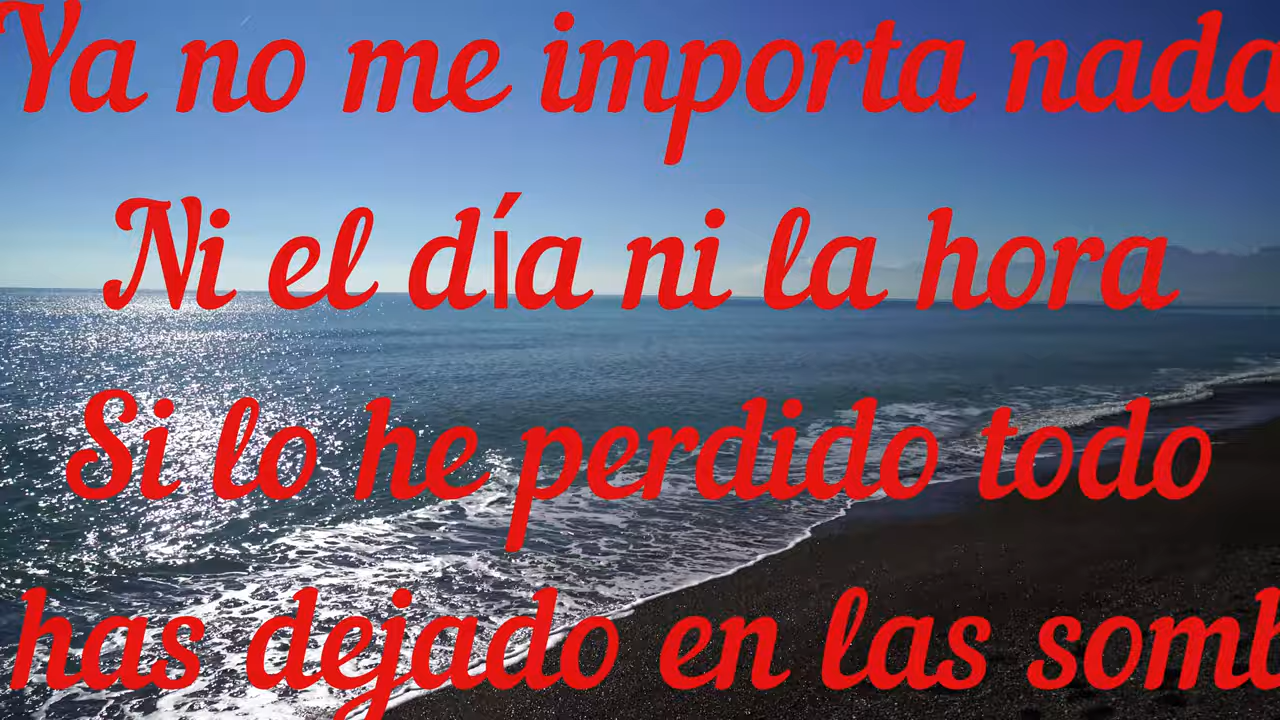 Ya no me importa nada
Ni el día ni la hora
Si lo he perdido todo
has dejado en las